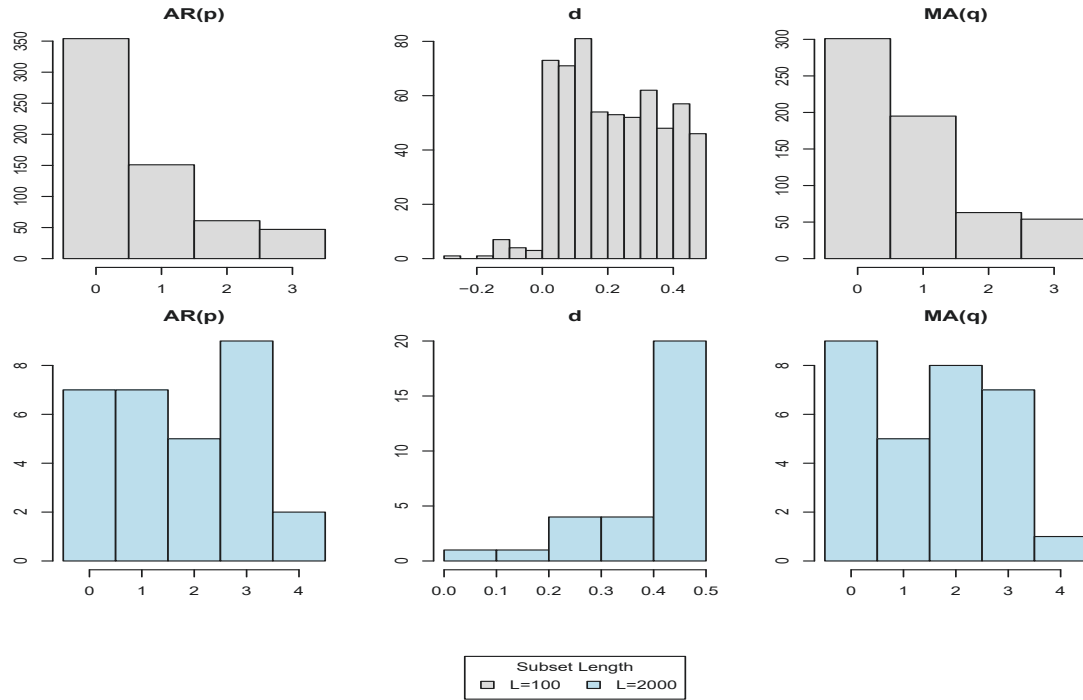 AR(p)
d
MA(q)
0 50 100 150 200 250 300 350
0 20 40 60 80
0 50 100 150 200 250 300
0 1 2 3
−0.2 0.0 0.2 0.4
0 1 2 3
AR(p)
d
MA(q)
0 2 4 6 8
0 5 10 15 20
0 2 4 6 8
0 1 2 3 4
0.0 0.1 0.2 0.3 0.4 0.5
0 1 2 3 4
Subset Length
L=100 L=2000